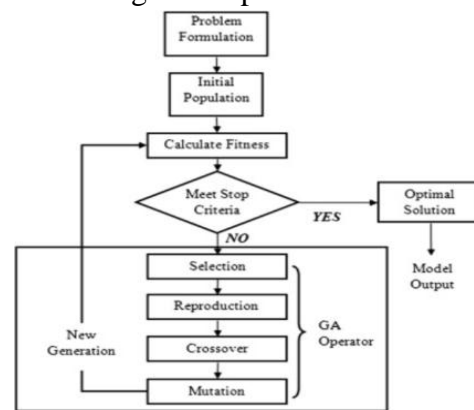 Problem
Formulation
Initial
Population
Calculate Fitness
Meet Stop
Criteria
YES
Optimal
Solution
NO
Model
Output
Selection
Reproduction
Crossover
Mutation
GA
Operator
New
Generation